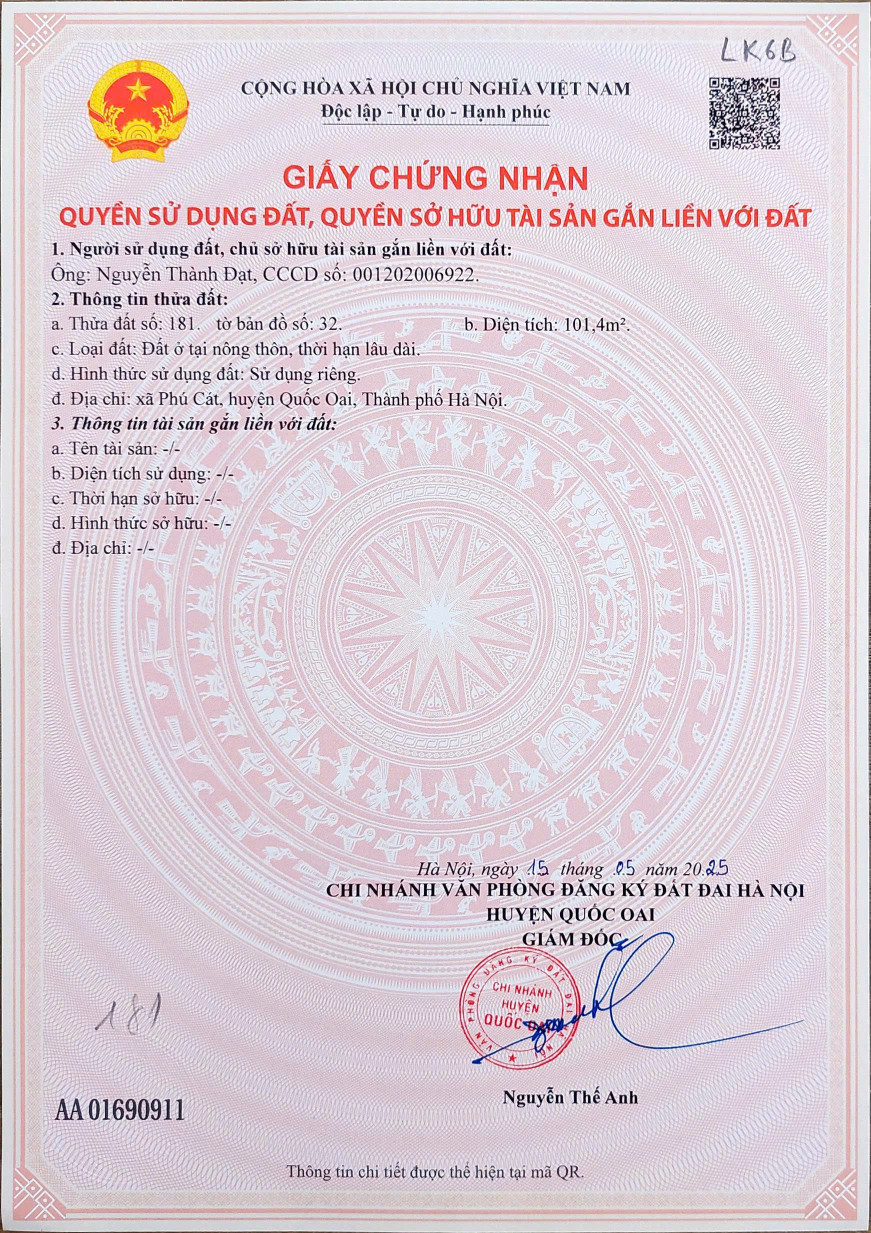 LK6B
CỘNG HÒA XÃ HỘI CHỦ NGHĨA VIỆT NAM
Độc lập - Tự do - Hạnh phúc
GIẤY CHỨNG NHẬN
QUYỀN SỬ DỤNG ĐẤT, QUYỀN SỞ HỮU TÀI SẢN GẮN LIỀN VỚI ĐẤT
1. Người sử dụng đất, chủ sở hữu tài sản gắn liền với đất:
Ông: Nguyễn Thành Đạt, CCCD số: 001202006922.
2. Thông tin thửa đất:
a. Thửa đất số: 181. tờ bản đồ số: 32. b. Diện tích: 101,4m².
c. Loại đất: Đất ở tại nông thôn, thời hạn lâu dài.
d. Hình thức sử dụng đất: Sử dụng riêng.
đ. Địa chỉ: xã Phú Cát, huyện Quốc Oai, Thành phố Hà Nội.
3. Thông tin tài sản gắn liền với đất:
a. Tên tài sản: -/-
b. Diện tích sử dụng: -/-
c. Thời hạn sở hữu: -/-
d. Hình thức sở hữu: -/-
đ. Địa chỉ: -/-
Hà Nội, ngày 15 tháng 05 năm 2025
CHI NHÁNH VĂN PHÒNG ĐĂNG KÝ ĐẤT ĐAI HÀ NỘI
HUYỆN QUỐC OAI
GIÁM ĐỐC
VĂN PHÒNG ĐĂNG KÝ ĐẤT ĐAI HÀ NỘI
CHI NHÁNH
HUYỆN
QUỐC OAI
181
Nguyễn Thế Anh
AA 01690911
Thông tin chi tiết được thể hiện tại mã QR.